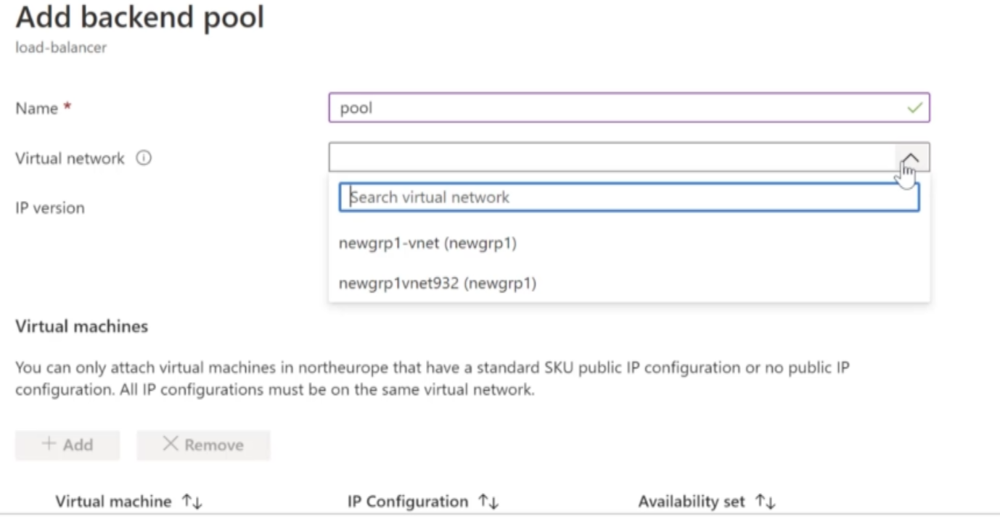 Add backend pool
load-balancer
Name *
pool
Virtual network
Search virtual network
IP version
newgrp1-vnet (newgrp1)
newgrp1vnet932 (newgrp1)
Virtual machines
You can only attach virtual machines in northeurope that have a standard SKU public IP configuration or no public IP
configuration. All IP configurations must be on the same virtual network.
+ Add
Remove
Virtual machine ↑↓
IP Configuration ↑↓
Availability set ↑↓